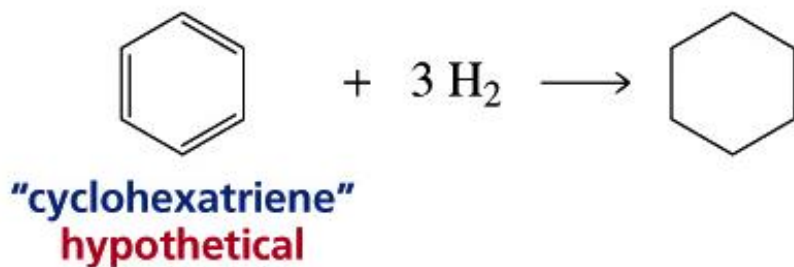 + 3 H₂ ⟶
"cyclohexatriene"
hypothetical